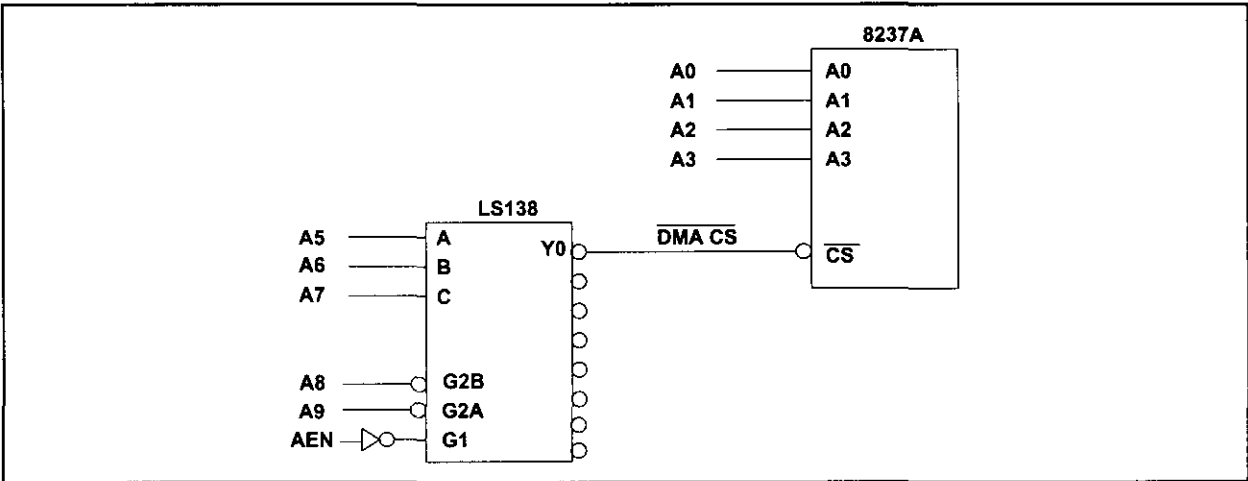 8237A
A0 A0
A1 A1
A2 A2
A3 A3
LS138
A5 A Y0 DMA CS CS
A6 B
A7 C
A8 G2B
A9 G2A
AEN G1